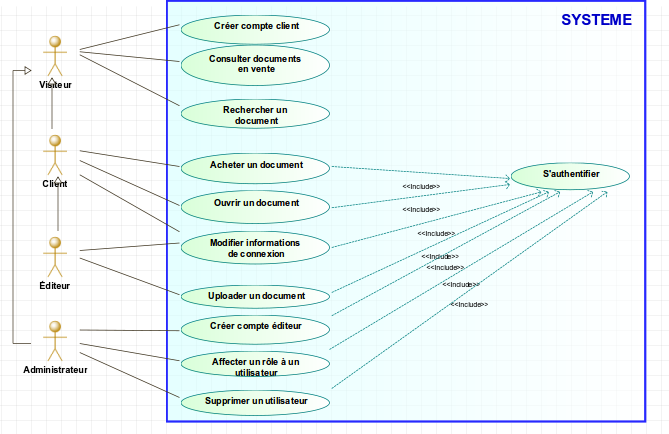 SYSTEME
Créer compte client
Consulter documents
en vente
Visiteur
Rechercher un
document
Acheter un document
S'authentifier
Client
<<Include>>
Ouvrir un document
<<Include>>
<<Include>>
Modifier informations
de connexion
<<Include>>
<<Include>>
Éditeur
<<Include>>
Uploader un document
<<Include>>
Créer compte éditeur
Affecter un rôle à un
utilisateur
Administrateur
Supprimer un utilisateur